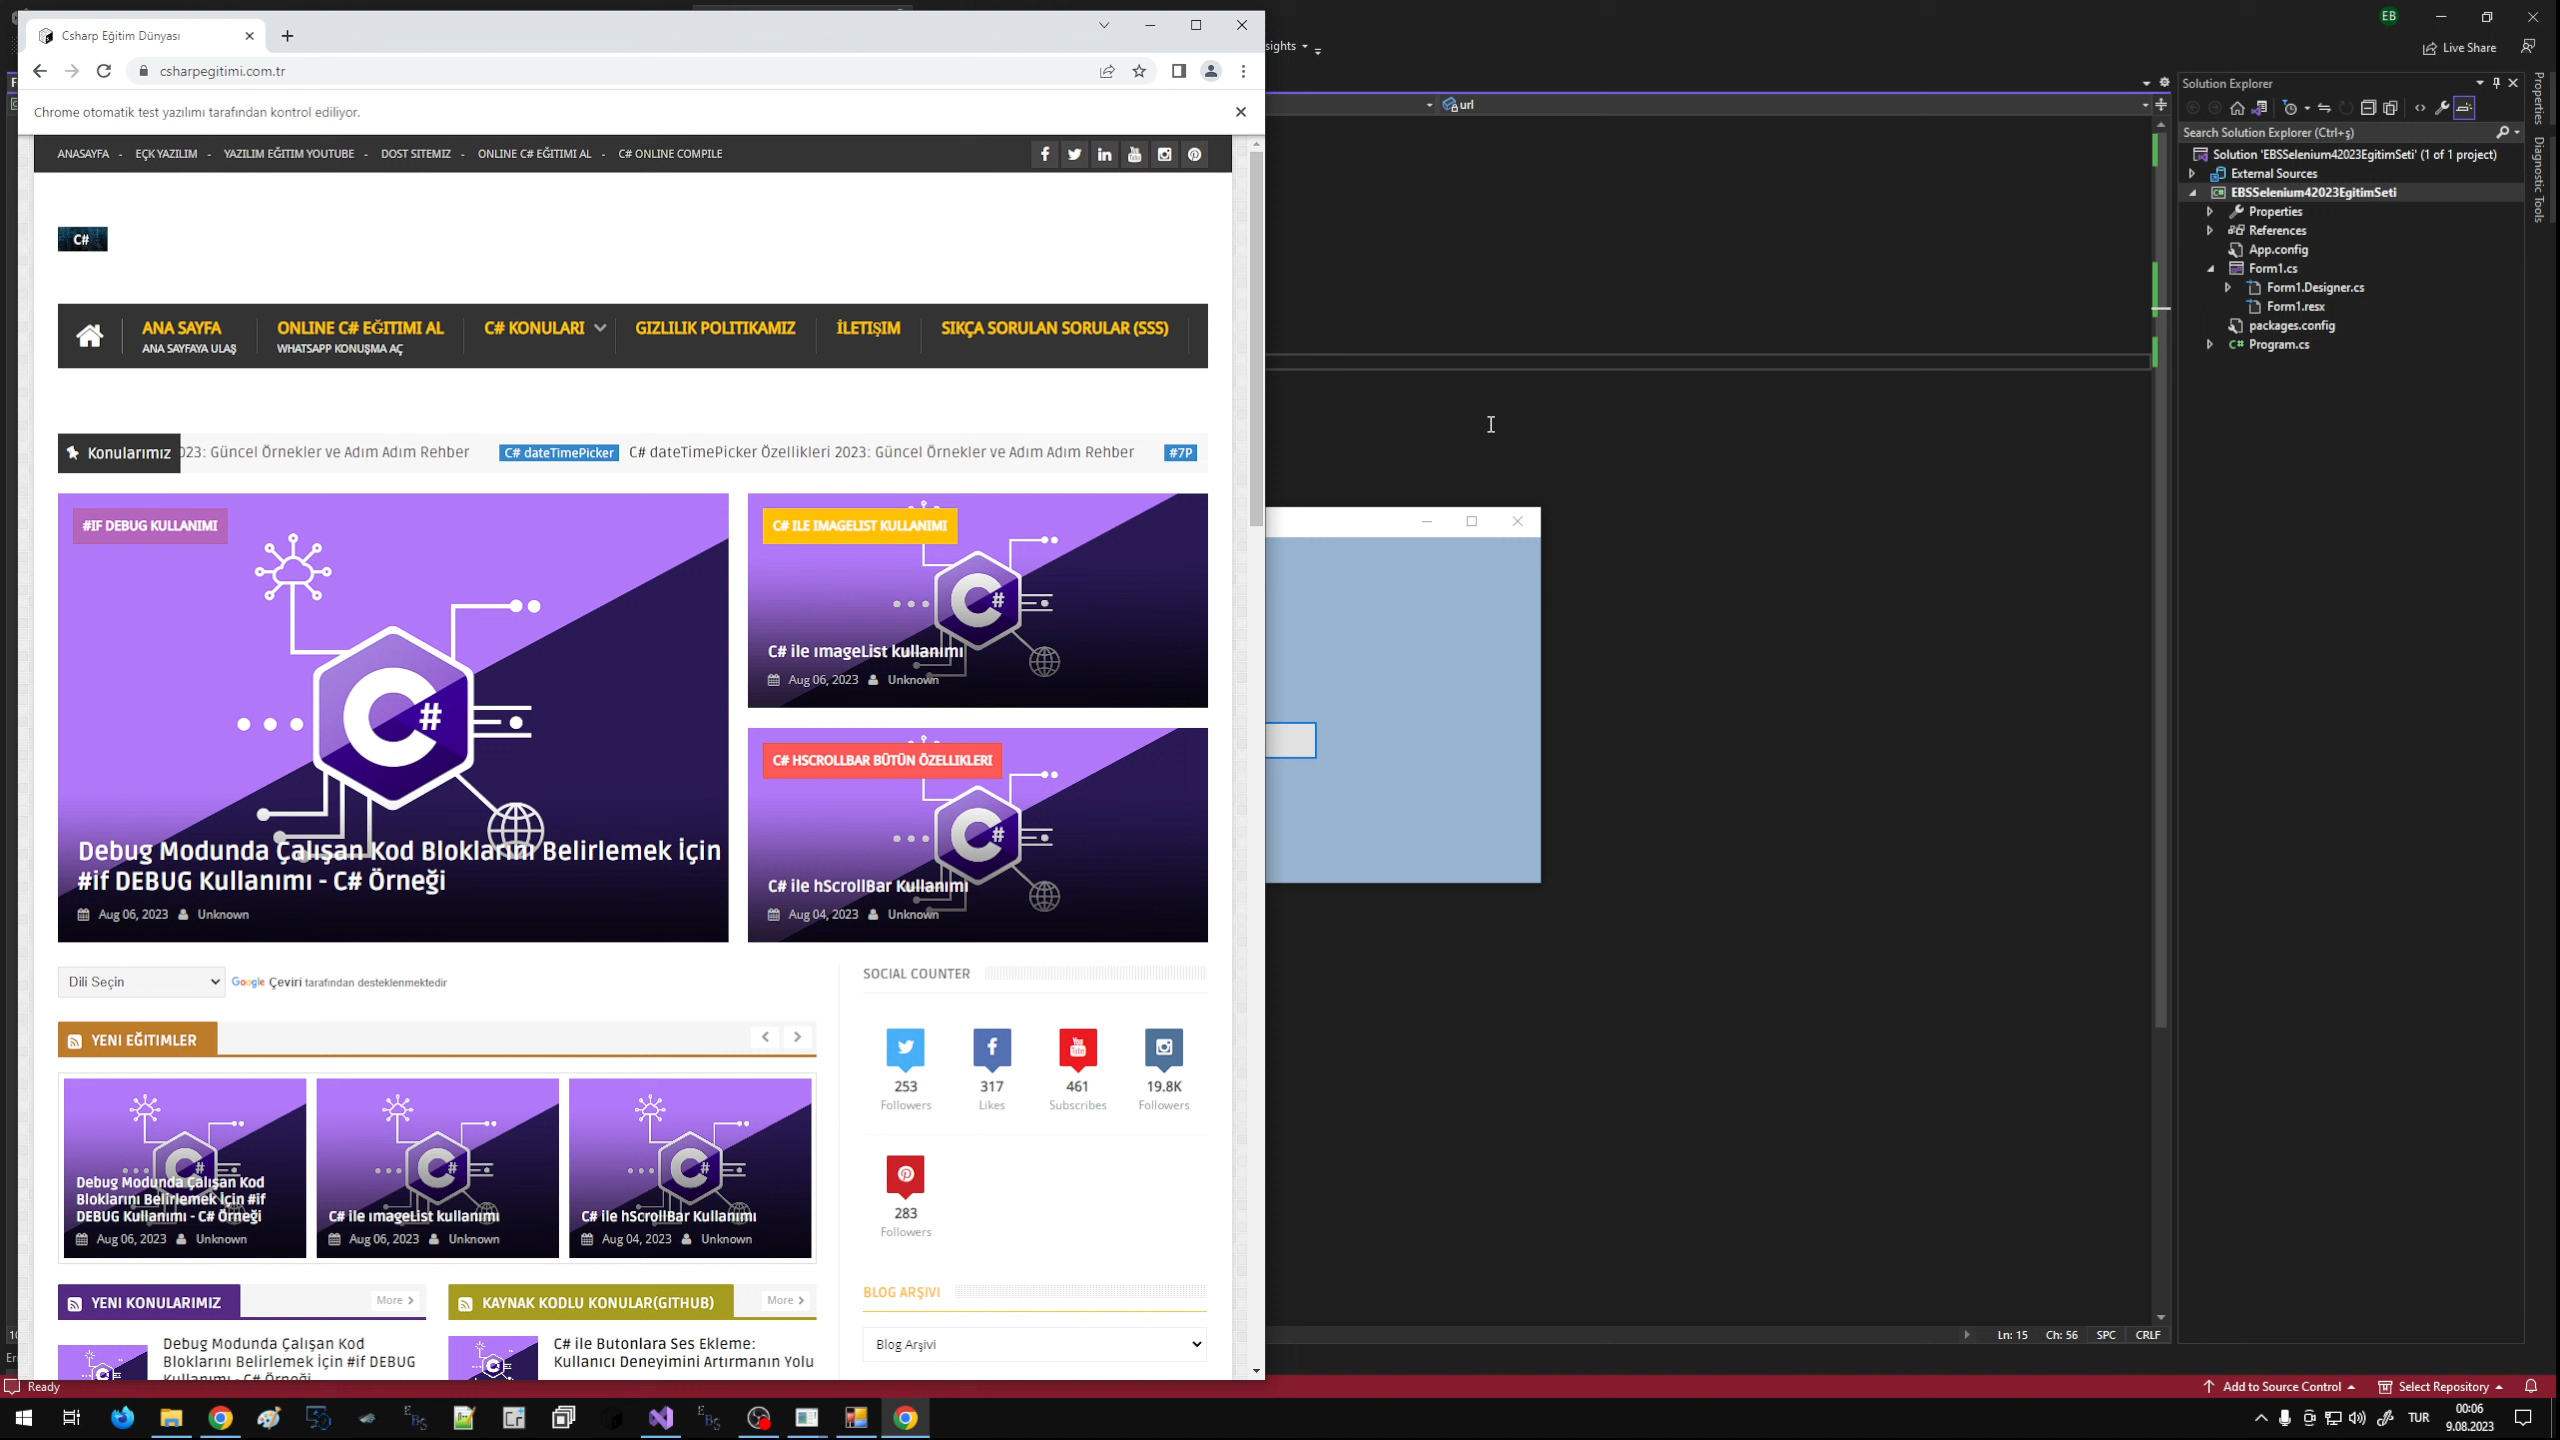 Csharp Eğitim Dünyası
csharpegitimi.com.tr
Chrome otomatik test yazılımı tarafından kontrol ediliyor.
ANASAYFA - EÇK YAZILIM - YAZILIM EĞITIM YOUTUBE - DOST SITEMIZ - ONLINE C# EĞITIMI AL - C# ONLINE COMPILE
C#
ANA SAYFA
ANA SAYFAYA ULAŞ
ONLINE C# EĞITIMI AL
WHATSAPP KONUŞMA AÇ
C# KONULARI
GIZLILIK POLITIKAMIZ
İLETIŞIM
SIKÇA SORULAN SORULAR (SSS)
Konularımız
023: Güncel Örnekler ve Adım Adım Rehber
C# dateTimePicker
C# dateTimePicker Özellikleri 2023: Güncel Örnekler ve Adım Adım Rehber
#7P
#IF DEBUG KULLANIMI
Debug Modunda Çalışan Kod Bloklarını Belirlemek İçin
#if DEBUG Kullanımı - C# Örneği
Aug 06, 2023 Unknown
C# ILE IMAGELIST KULLANIMI
C# ile ımageList kullanımı
Aug 06, 2023 Unknown
C# HSCROLLBAR BÜTÜN ÖZELLIKLERI
C# ile hScrollBar Kullanımı
Aug 04, 2023 Unknown
Dili Seçin
Google Çeviri tarafından desteklenmektedir
YENI EĞITIMLER
Debug Modunda Çalışan Kod
Bloklarını Belirlemek İçin #if
DEBUG Kullanımı - C# Örneği
Aug 06, 2023 Unknown
C# ile ımageList kullanımı
Aug 06, 2023 Unknown
C# ile hScrollBar Kullanımı
Aug 04, 2023 Unknown
SOCIAL COUNTER
253
Followers
317
Likes
461
Subscribes
19.8K
Followers
283
Followers
BLOG ARŞIVI
Blog Arşivi
YENI KONULARIMIZ
More
Debug Modunda Çalışan Kod
Bloklarını Belirlemek İçin #if DEBUG
Kullanımı - C# Örneği
KAYNAK KODLU KONULAR(GITHUB)
More
C# ile Butonlara Ses Ekleme:
Kullanıcı Deneyimini Artırmanın Yolu
sights
EB
Live Share
url
Solution Explorer
Search Solution Explorer (Ctrl+ş)
Solution 'EBSSelenium42023EgitimSeti' (1 of 1 project)
External Sources
EBSSelenium42023EgitimSeti
Properties
References
App.config
Form1.cs
Form1.Designer.cs
Form1.resx
packages.config
C# Program.cs
Properties
Diagnostic Tools
Ln: 15 Ch: 56 SPC CRLF
Ready
Add to Source Control
Select Repository
TUR
00:06
9.08.2023